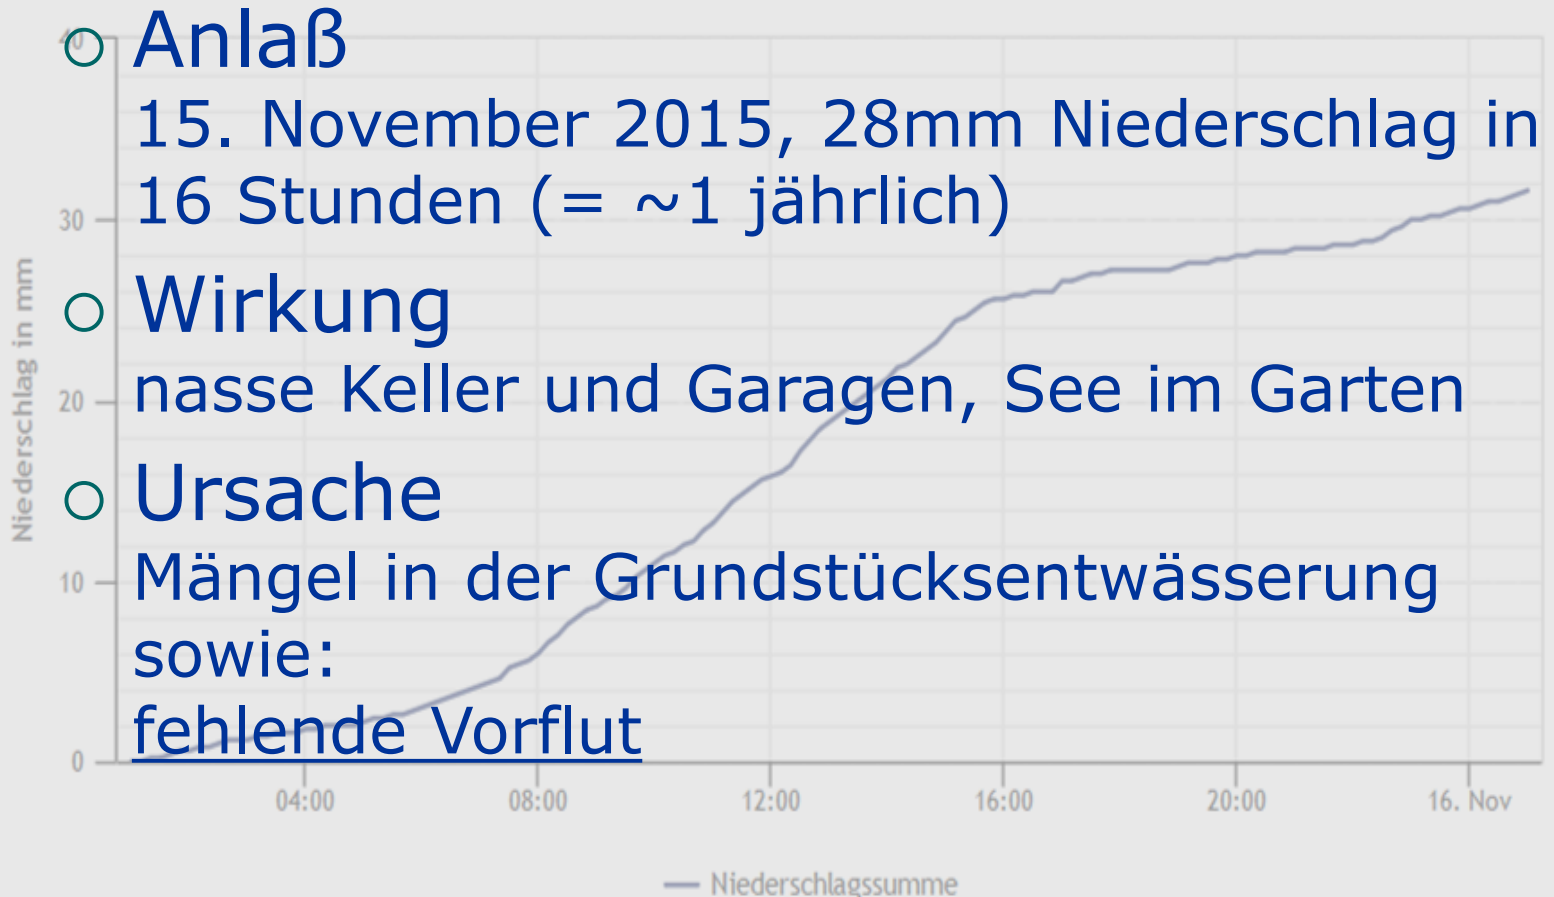 Anlaß
15. November 2015, 28mm Niederschlag in
16 Stunden (= ~1 jährlich)
Wirkung
nasse Keller und Garagen, See im Garten
Ursache
Mängel in der Grundstücksentwässerung
sowie:
fehlende Vorflut
Niederschlag in mm
40
30
20
10
0
04:00
08:00
12:00
16:00
20:00
16. Nov
Niederschlagssumme